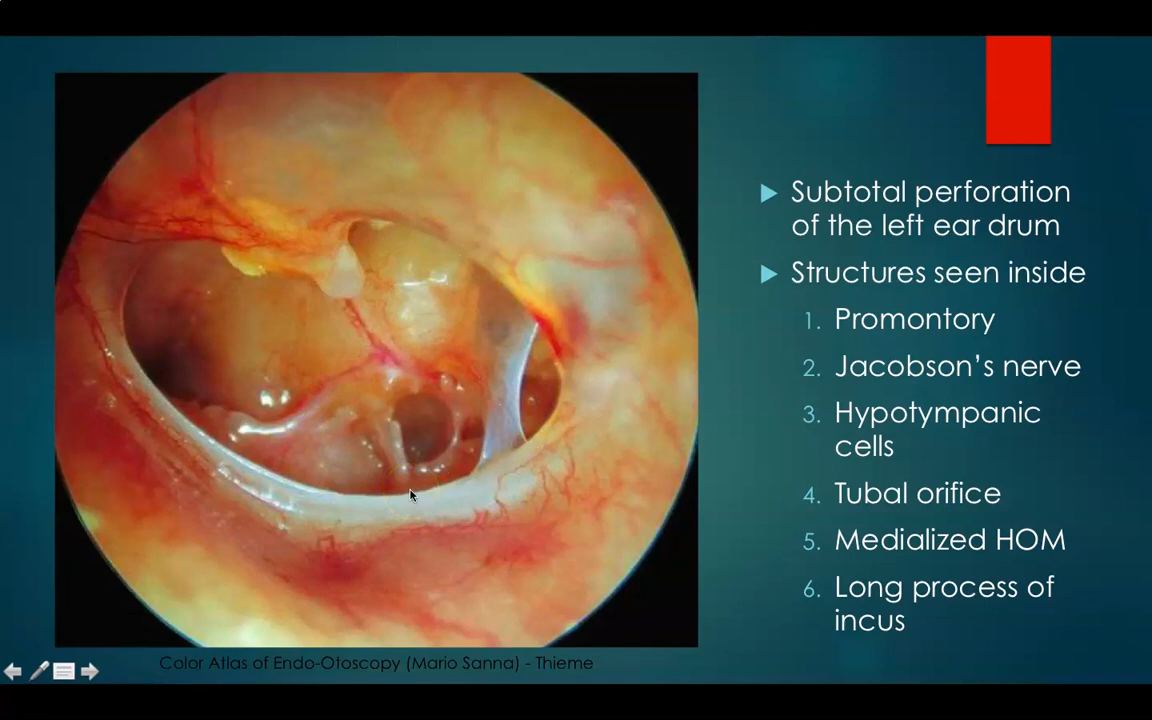 Subtotal perforation
of the left ear drum
Structures seen inside
1. Promontory
2. Jacobson's nerve
3. Hypotympanic
cells
4. Tubal orifice
5. Medialized HOM
6. Long process of
incus
Color Atlas of Endo-Otoscopy (Mario Sanna) - Thieme